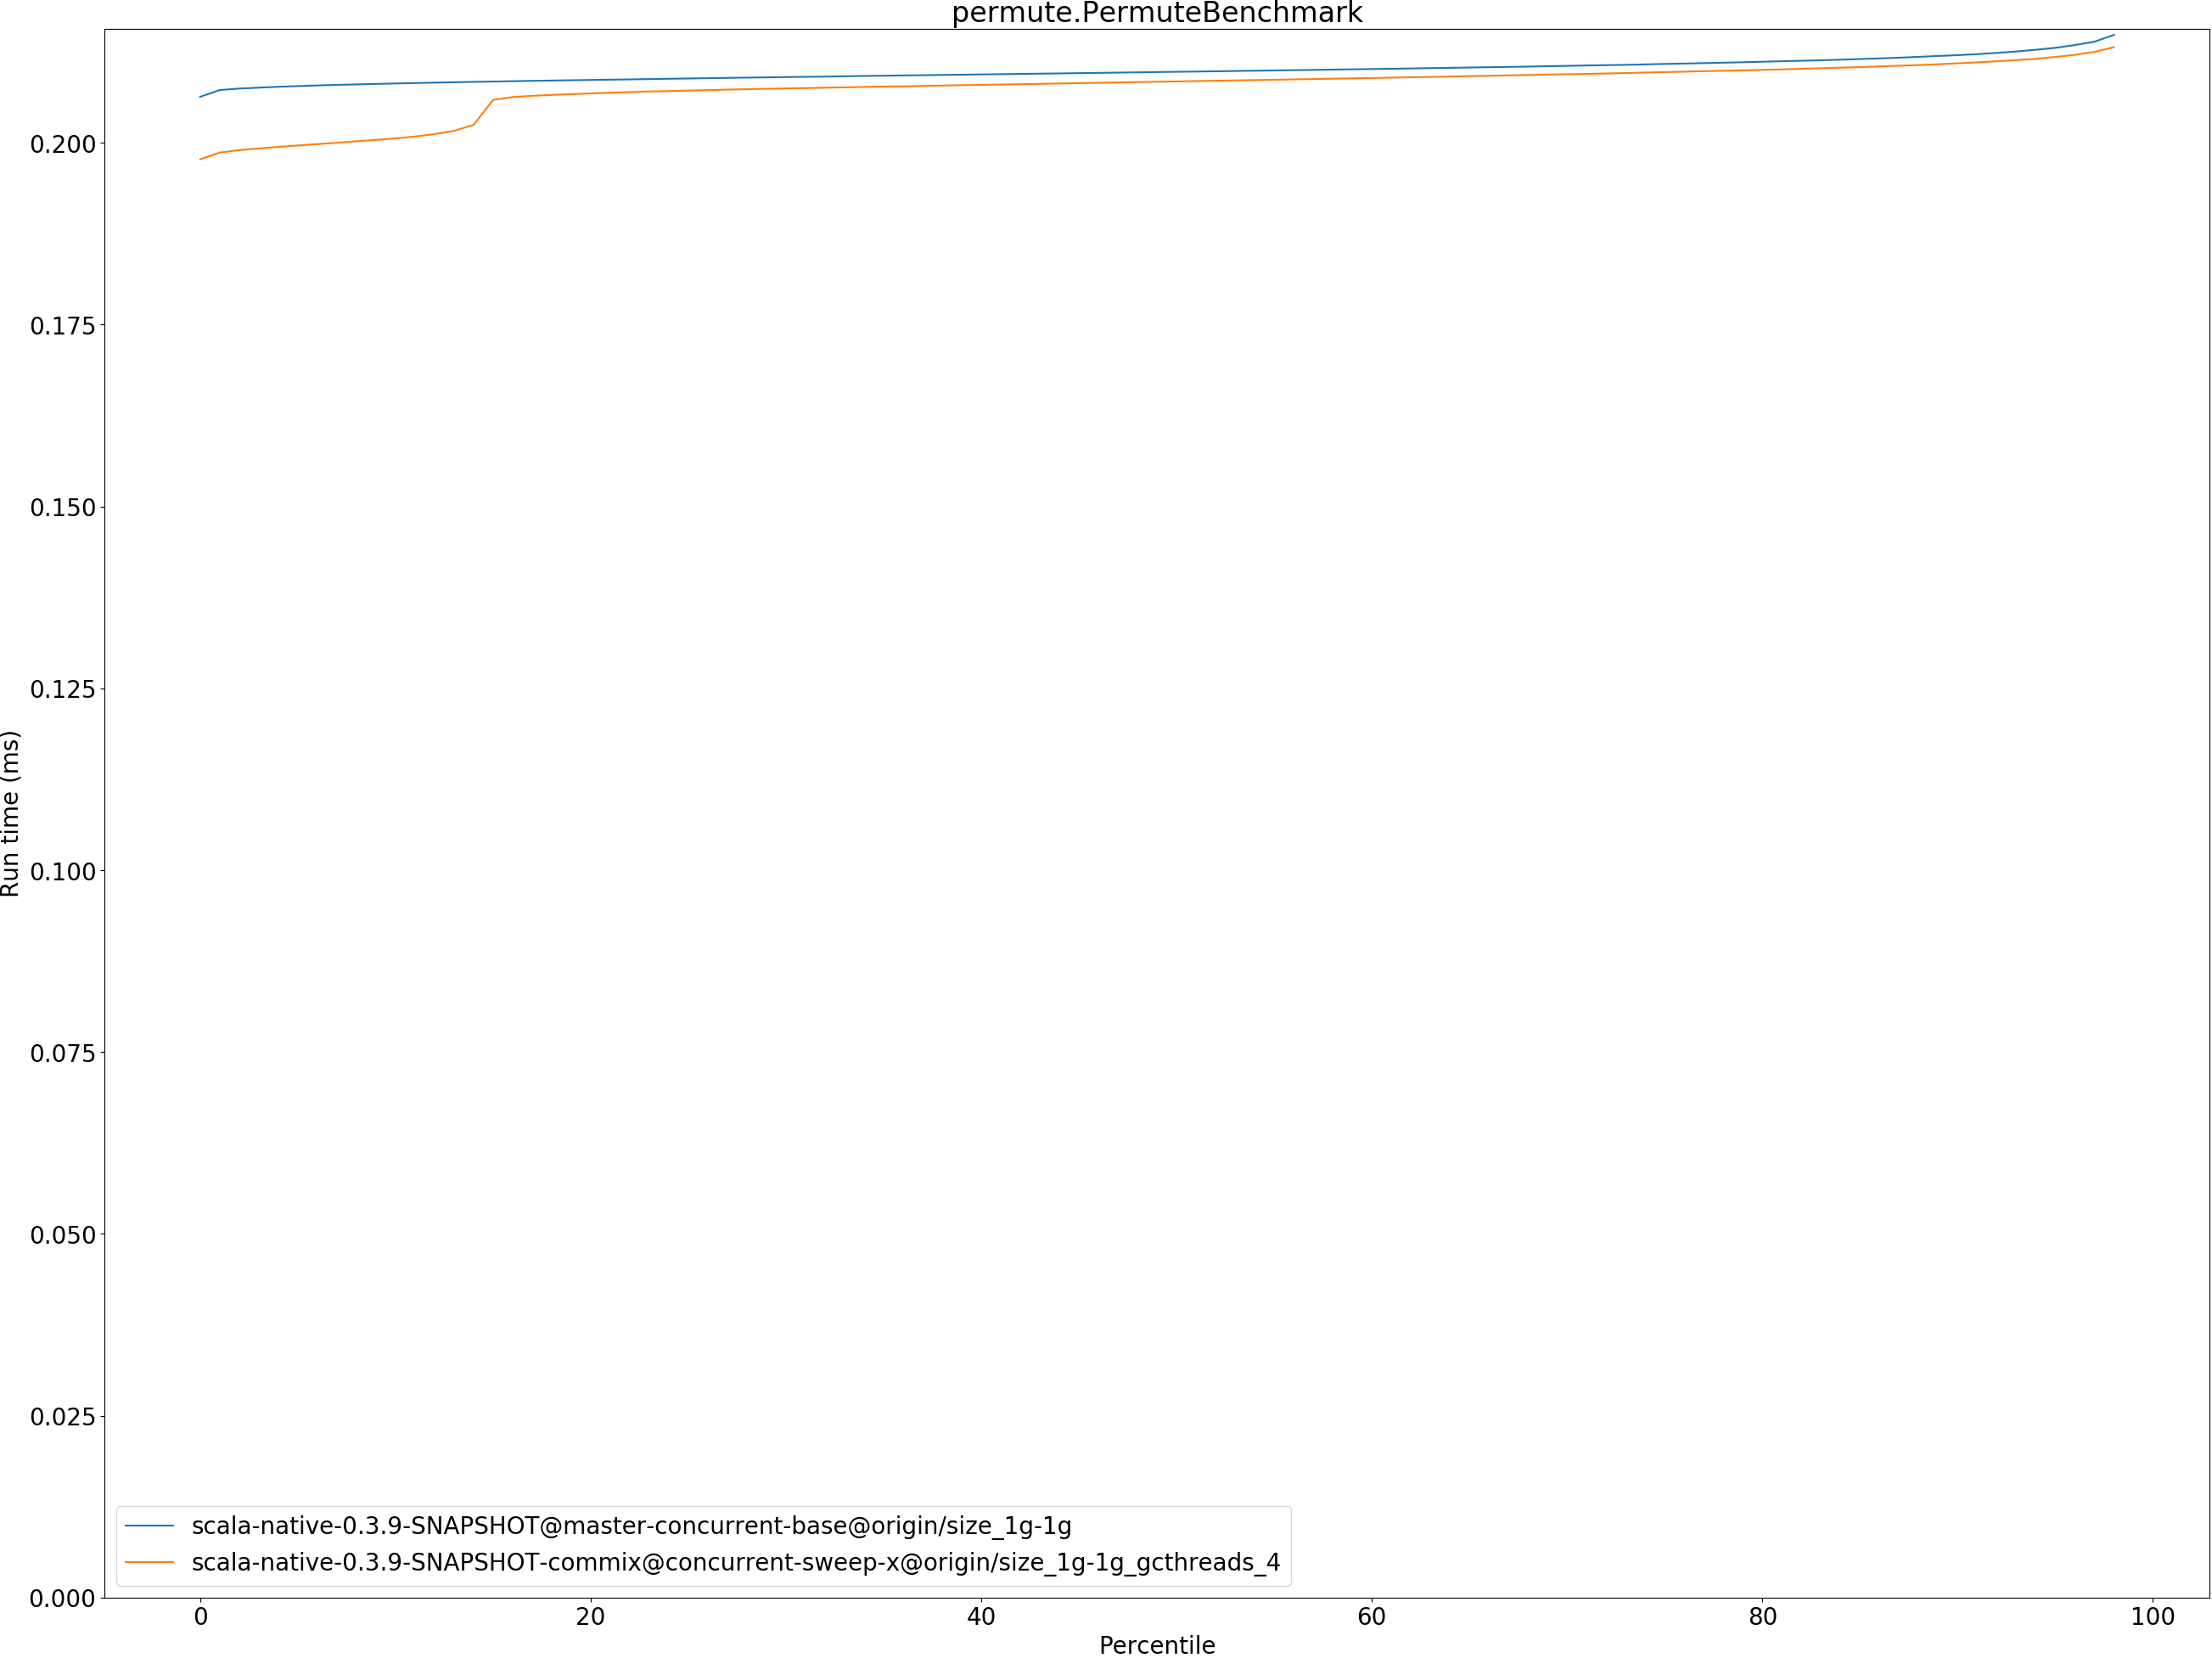 permute.PermuteBenchmark
Run time (ms)
0.200
0.175
0.150
0.125
0.100
0.075
0.050
0.025
0.000
scala-native-0.3.9-SNAPSHOT@master-concurrent-base@origin/size_1g-1g
scala-native-0.3.9-SNAPSHOT-commix@concurrent-sweep-x@origin/size_1g-1g_gcthreads_4
0 20 40 60 80 100
Percentile